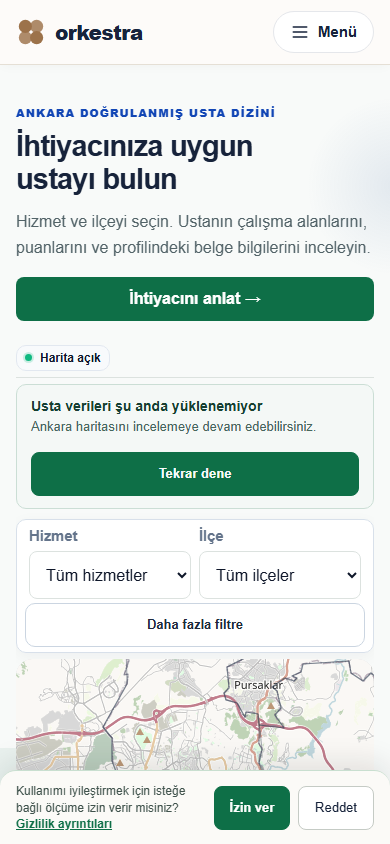 orkestra
Menü
ANKARA DOĞRULANMIŞ USTA DİZİNİ
İhtiyacınıza uygun
ustayı bulun
Hizmet ve ilçeyi seçin. Ustanın çalışma alanlarını,
puanlarını ve profilindeki belge bilgilerini inceleyin.
İhtiyacını anlat →
Harita açık
Usta verileri şu anda yüklenemiyor
Ankara haritasını incelemeye devam edebilirsiniz.
Tekrar dene
Hizmet
İlçe
Tüm hizmetler
Tüm ilçeler
Daha fazla filtre
Pursaklar
Kullanımı iyileştirmek için isteğe
bağlı ölçüme izin verir misiniz?
Gizlilik ayrıntıları
İzin ver
Reddet